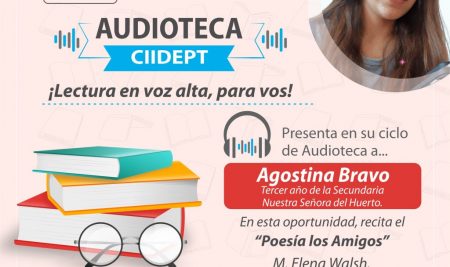 AUDIOTECA
CIIDEPT
¡Lectura en voz alta, para vos!
Presenta en su ciclo
de Audioteca a...
Agostina Bravo
Tercer año de la Secundaria
Nuestra Señora del Huerto.
En esta oportunidad, recita el
“Poesía los Amigos”
M. Elena Walsh.